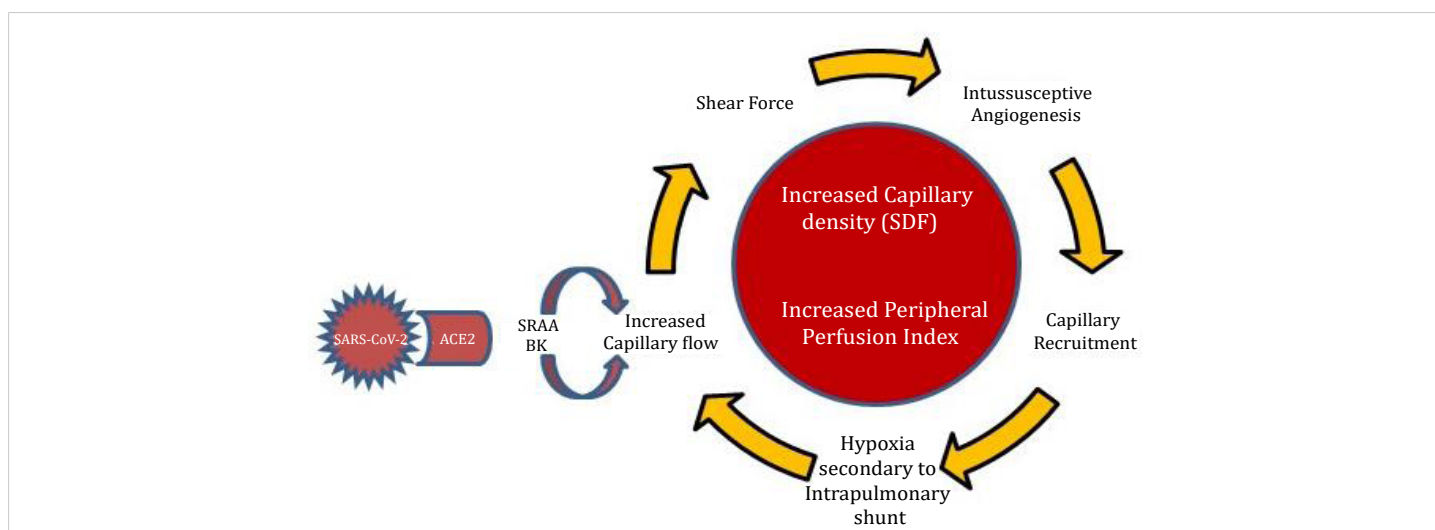 Shear Force
Intussusceptive
Angiogenesis
Increased Capillary
density (SDF)
Increased Peripheral
Perfusion Index
SARS-CoV-2
ACE2
SRAA
BK
Increased
Capillary flow
Capillary
Recruitment
Hypoxia
secondary to
Intrapulmonary
shunt